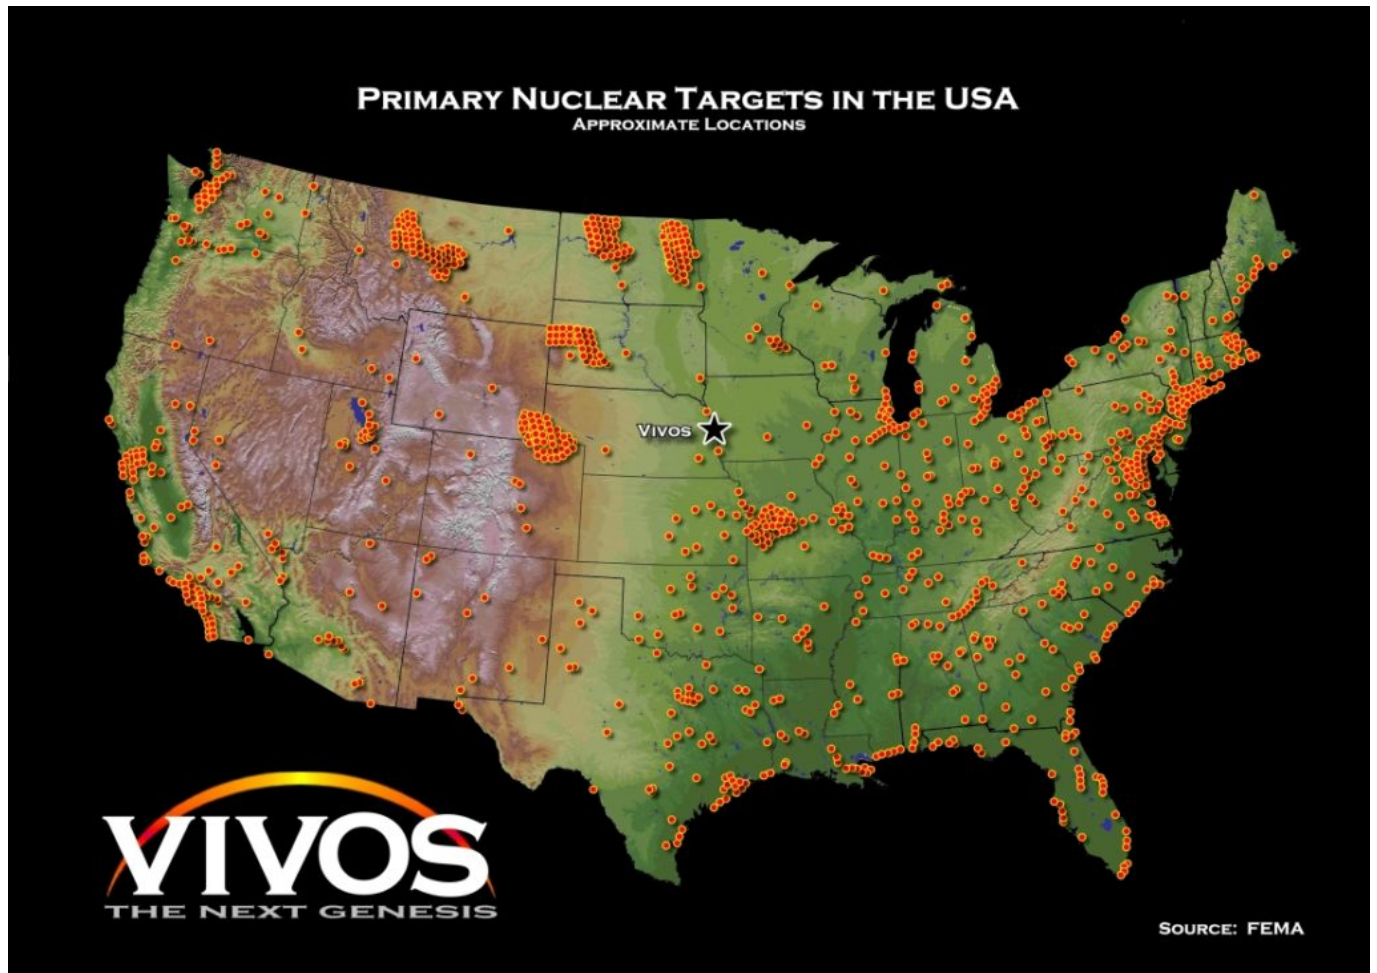 PRIMARY NUCLEAR TARGETS IN THE USA
APPROXIMATE LOCATIONS
VIVOS
VIVOS
THE NEXT GENESIS
SOURCE: FEMA